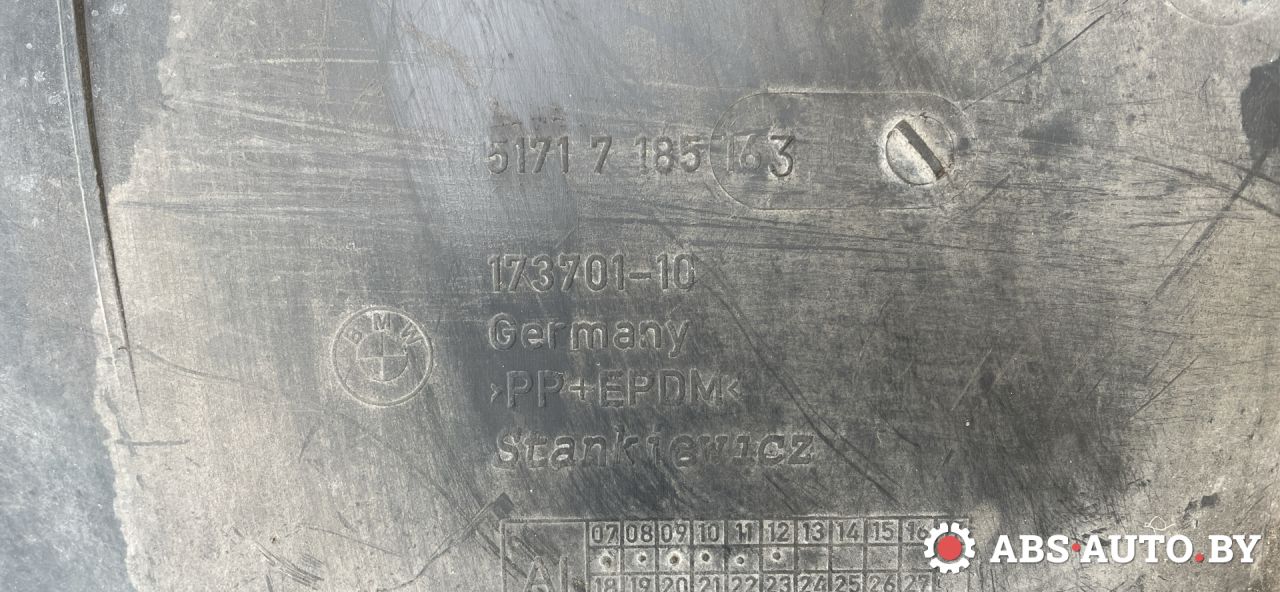 5171 7 185 163
173701-10
BMW
Germany
>PP+EPDM<
Stankiewicz
07 08 09 10 11 12 13 14 15 16
18 19 20 21 22 23 24 25 26 27
ABS-AUTO.BY